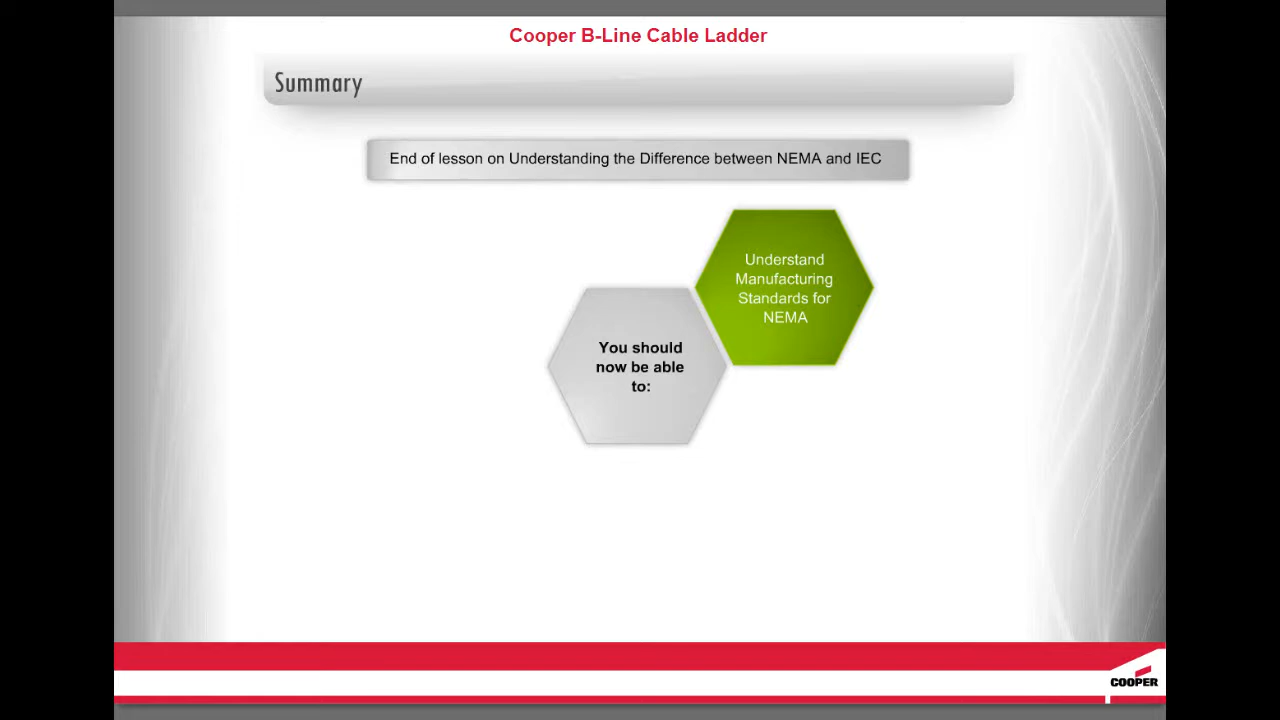 Cooper B-Line Cable Ladder
Summary
End of lesson on Understanding the Difference between NEMA and IEC
Understand
Manufacturing
Standards for
NEMA
You should
now be able
to:
COOPER